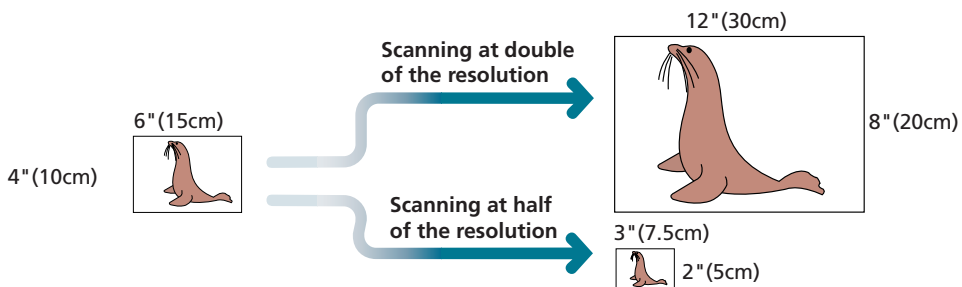 6"(15cm)
4"(10cm)
Scanning at double
of the resolution
12"(30cm)
8"(20cm)
Scanning at half
of the resolution
3"(7.5cm)
2"(5cm)